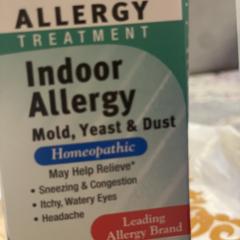 ALLERGY
TREATMENT
Indoor
Allergy
Mold, Yeast & Dust
Homeopathic
May Help Relieve*
• Sneezing & Congestion
• Itchy, Watery Eyes
• Headache
Leading
Allergy Brand